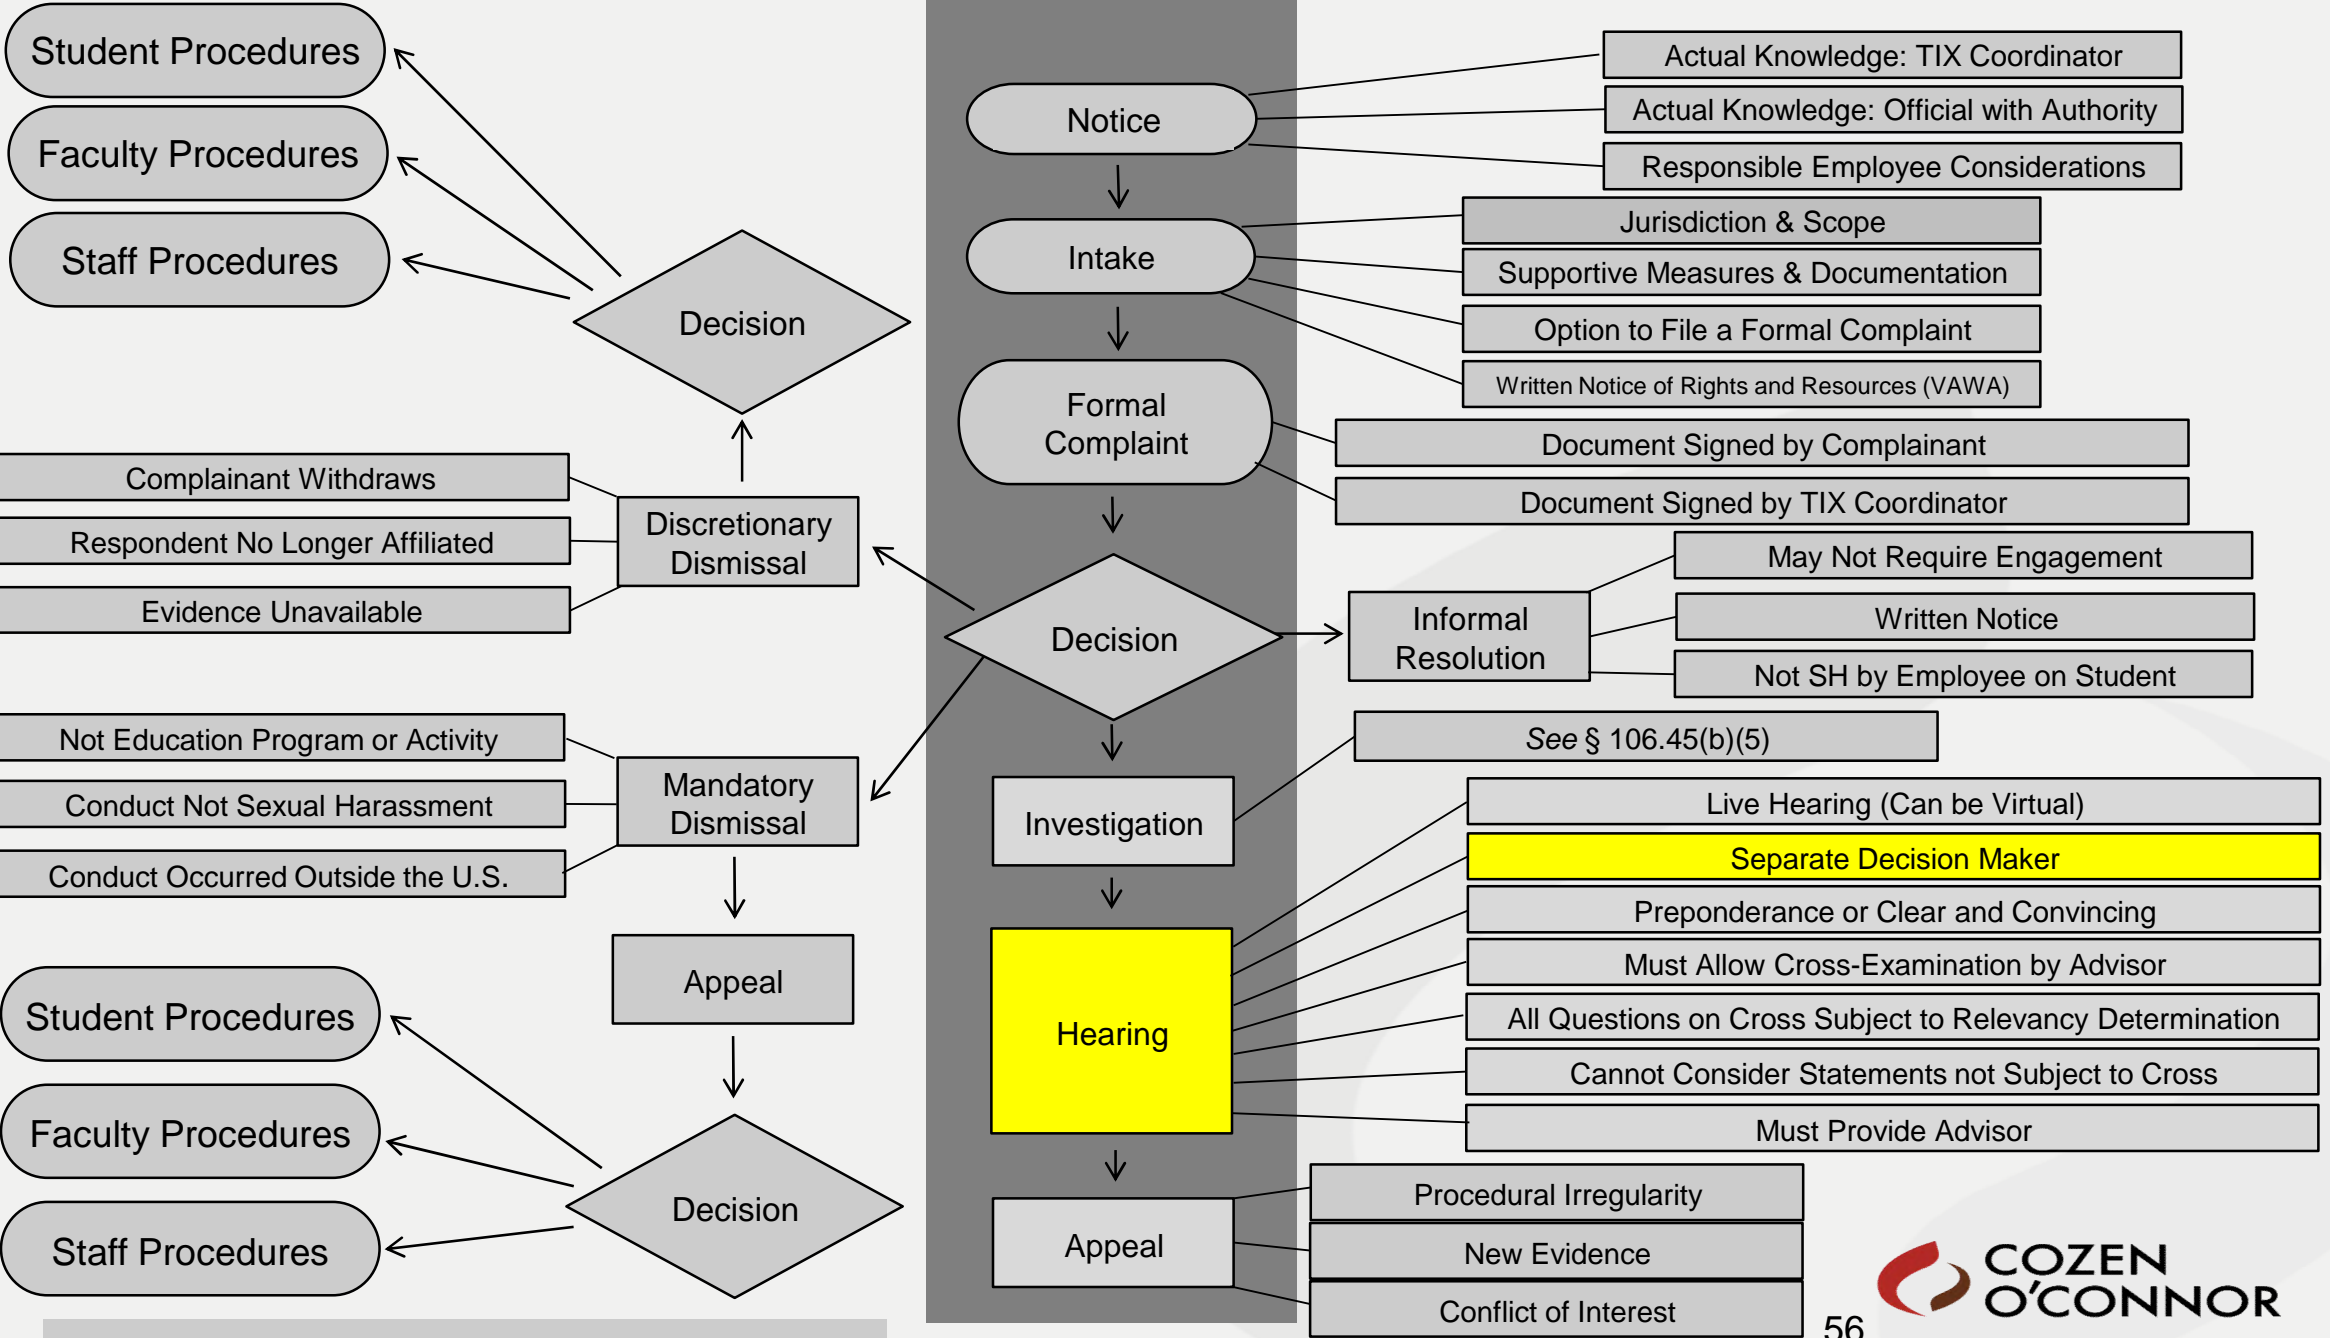 Student Procedures
Faculty Procedures
Staff Procedures
Decision
Complainant Withdraws
Respondent No Longer Affiliated
Evidence Unavailable
Discretionary
Dismissal
Not Education Program or Activity
Conduct Not Sexual Harassment
Conduct Occurred Outside the U.S.
Mandatory
Dismissal
Appeal
Student Procedures
Faculty Procedures
Staff Procedures
Decision
Notice
Intake
Formal
Complaint
Decision
Investigation
Hearing
Appeal
Actual Knowledge: TIX Coordinator
Actual Knowledge: Official with Authority
Responsible Employee Considerations
Jurisdiction & Scope
Supportive Measures & Documentation
Option to File a Formal Complaint
Written Notice of Rights and Resources (VAWA)
Document Signed by Complainant
Document Signed by TIX Coordinator
Informal
Resolution
May Not Require Engagement
Written Notice
Not SH by Employee on Student
See § 106.45(b)(5)
Live Hearing (Can be Virtual)
Separate Decision Maker
Preponderance or Clear and Convincing
Must Allow Cross-Examination by Advisor
All Questions on Cross Subject to Relevancy Determination
Cannot Consider Statements not Subject to Cross
Must Provide Advisor
Procedural Irregularity
New Evidence
Conflict of Interest
COZEN
O'CONNOR
56